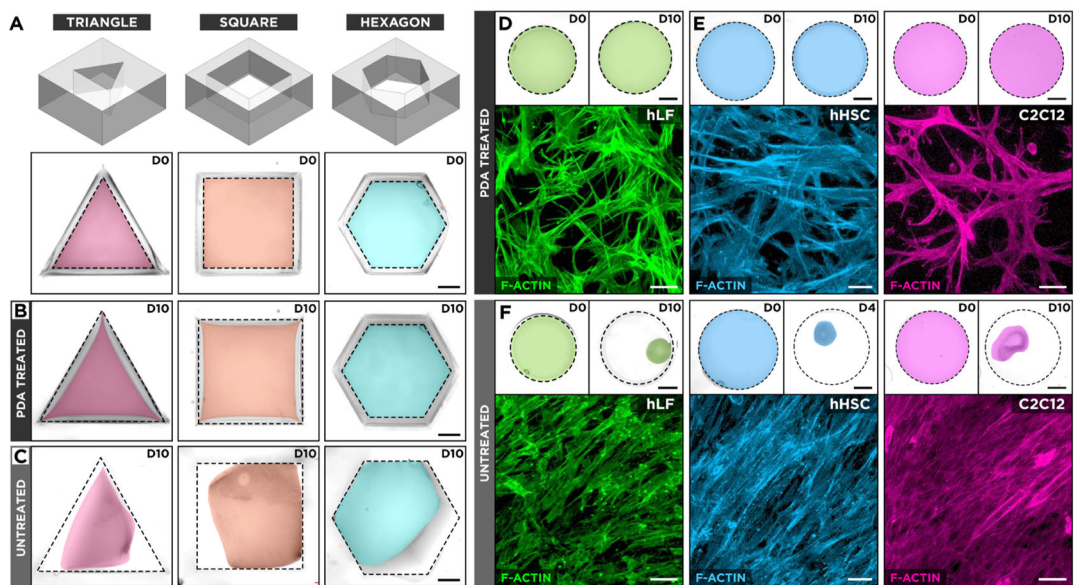 A
TRIANGLE
SQUARE
HEXAGON
D0
D0
D0
B
PDA TREATED
D10
D10
D10
C
UNTREATED
D10
D10
D10
PDA TREATED
D
D0
D10
hLF
F-ACTIN
E
D0
D10
hHSC
F-ACTIN
D0
D10
C2C12
F-ACTIN
UNTREATED
F
D0
D10
hLF
F-ACTIN
D0
D4
hHSC
F-ACTIN
D0
D10
C2C12
F-ACTIN